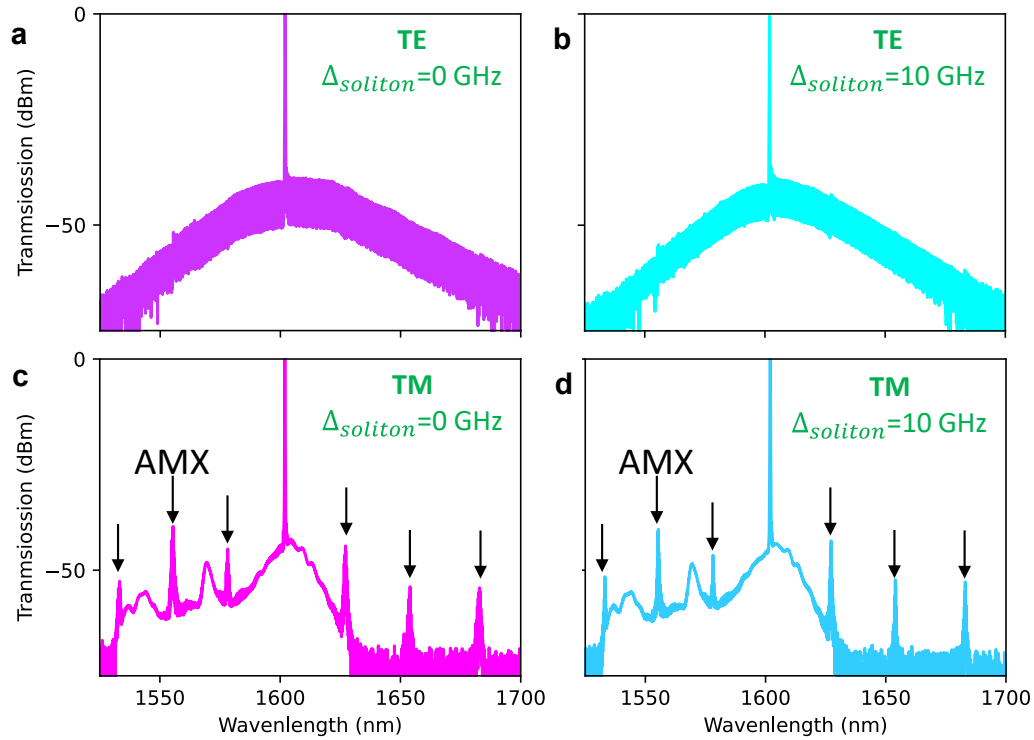 a
TE
Δsoliton=0 GHz
b
TE
Δsoliton=10 GHz
0
−50
Tranmsiossion (dBm)
c
TM
Δsoliton=0 GHz
AMX
d
TM
Δsoliton=10 GHz
AMX
0
−50
Tranmsiossion (dBm)
1550 1600 1650 1700
Wavelength (nm)
1550 1600 1650 1700
Wavelength (nm)